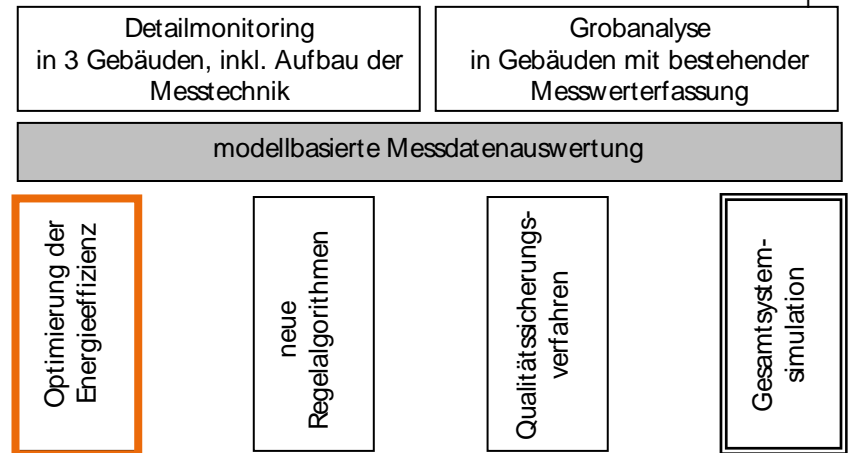 Detailmonitoring
in 3 Gebäuden, inkl. Aufbau der
Messtechnik
Grobanalyse
in Gebäuden mit bestehender
Messwerterfassung
modellbasierte Messdatenauswertung
Optimierung der
Energieeffizienz
neue
Regelalgorithmen
Qualitätssicherungs-
verfahren
Gesamtsystem-
simulation